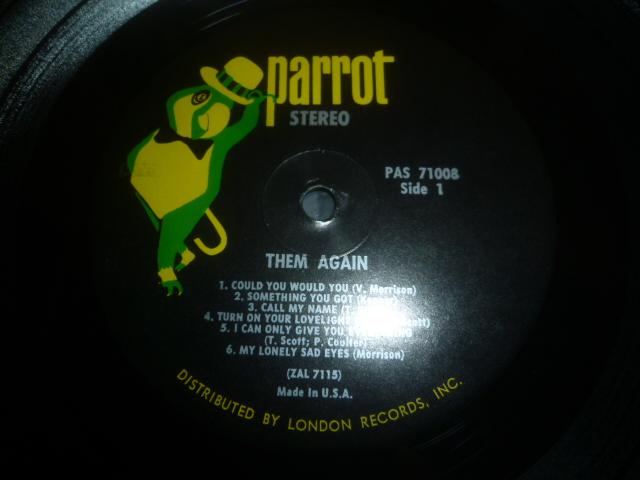 parrot
STEREO
PAS 71008
Side 1
THEM AGAIN
1. COULD YOU WOULD YOU (V. Morrison)
2. SOMETHING YOU GOT
3. CALL MY NAME (T.
4. TURN ON YOUR LOVELIGHT
5. I CAN ONLY GIVE YOU
(T. Scott; P. Coulter)
6. MY LONELY SAD EYES (Morrison)
(ZAL 7115)
Made in U.S.A.
DISTRIBUTED BY LONDON RECORDS, INC.